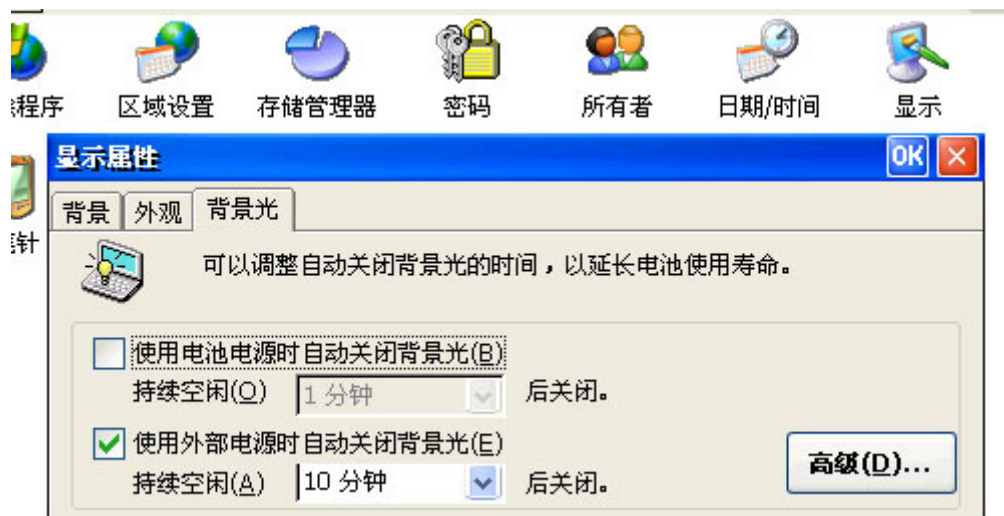 程序 区域设置 存储管理器 密码 所有者 日期/时间 显示
显示属性 OK
针
背景 外观 背景光
可以调整自动关闭背景光的时间，以延长电池使用寿命。
使用电池电源时自动关闭背景光(B)
持续空闲(O) 1 分钟 后关闭。
使用外部电源时自动关闭背景光(E)
持续空闲(A) 10 分钟 后关闭。
高级(D)...